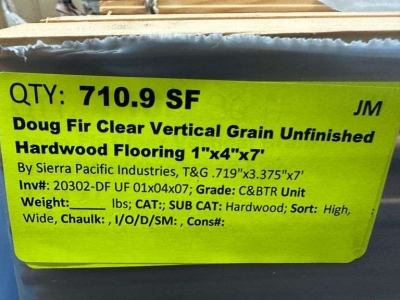 QTY: 710.9 SF
JM
Doug Fir Clear Vertical Grain Unfinished
Hardwood Flooring 1"x4"x7'
By Sierra Pacific Industries, T&G .719"x3.375"x7'
Inv#: 20302-DF UF 01x04x07; Grade: C&BTR Unit
Weight:_____ lbs; CAT:; SUB CAT: Hardwood; Sort: High,
Wide, Chaulk: , I/O/D/SM: , Cons#: